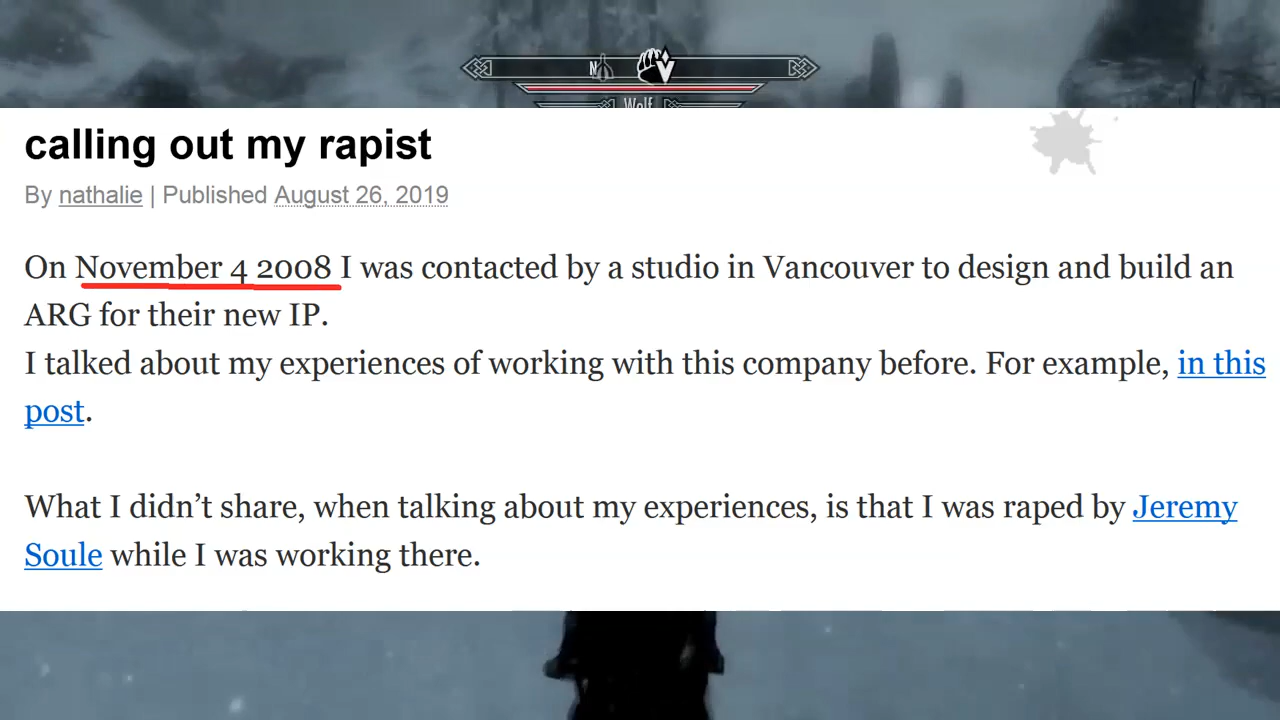 N
Wolf
calling out my rapist
By nathalie | Published August 26, 2019
On November 4 2008 I was contacted by a studio in Vancouver to design and build an
ARG for their new IP.
I talked about my experiences of working with this company before. For example, in this
post.
What I didn’t share, when talking about my experiences, is that I was raped by Jeremy
Soule while I was working there.